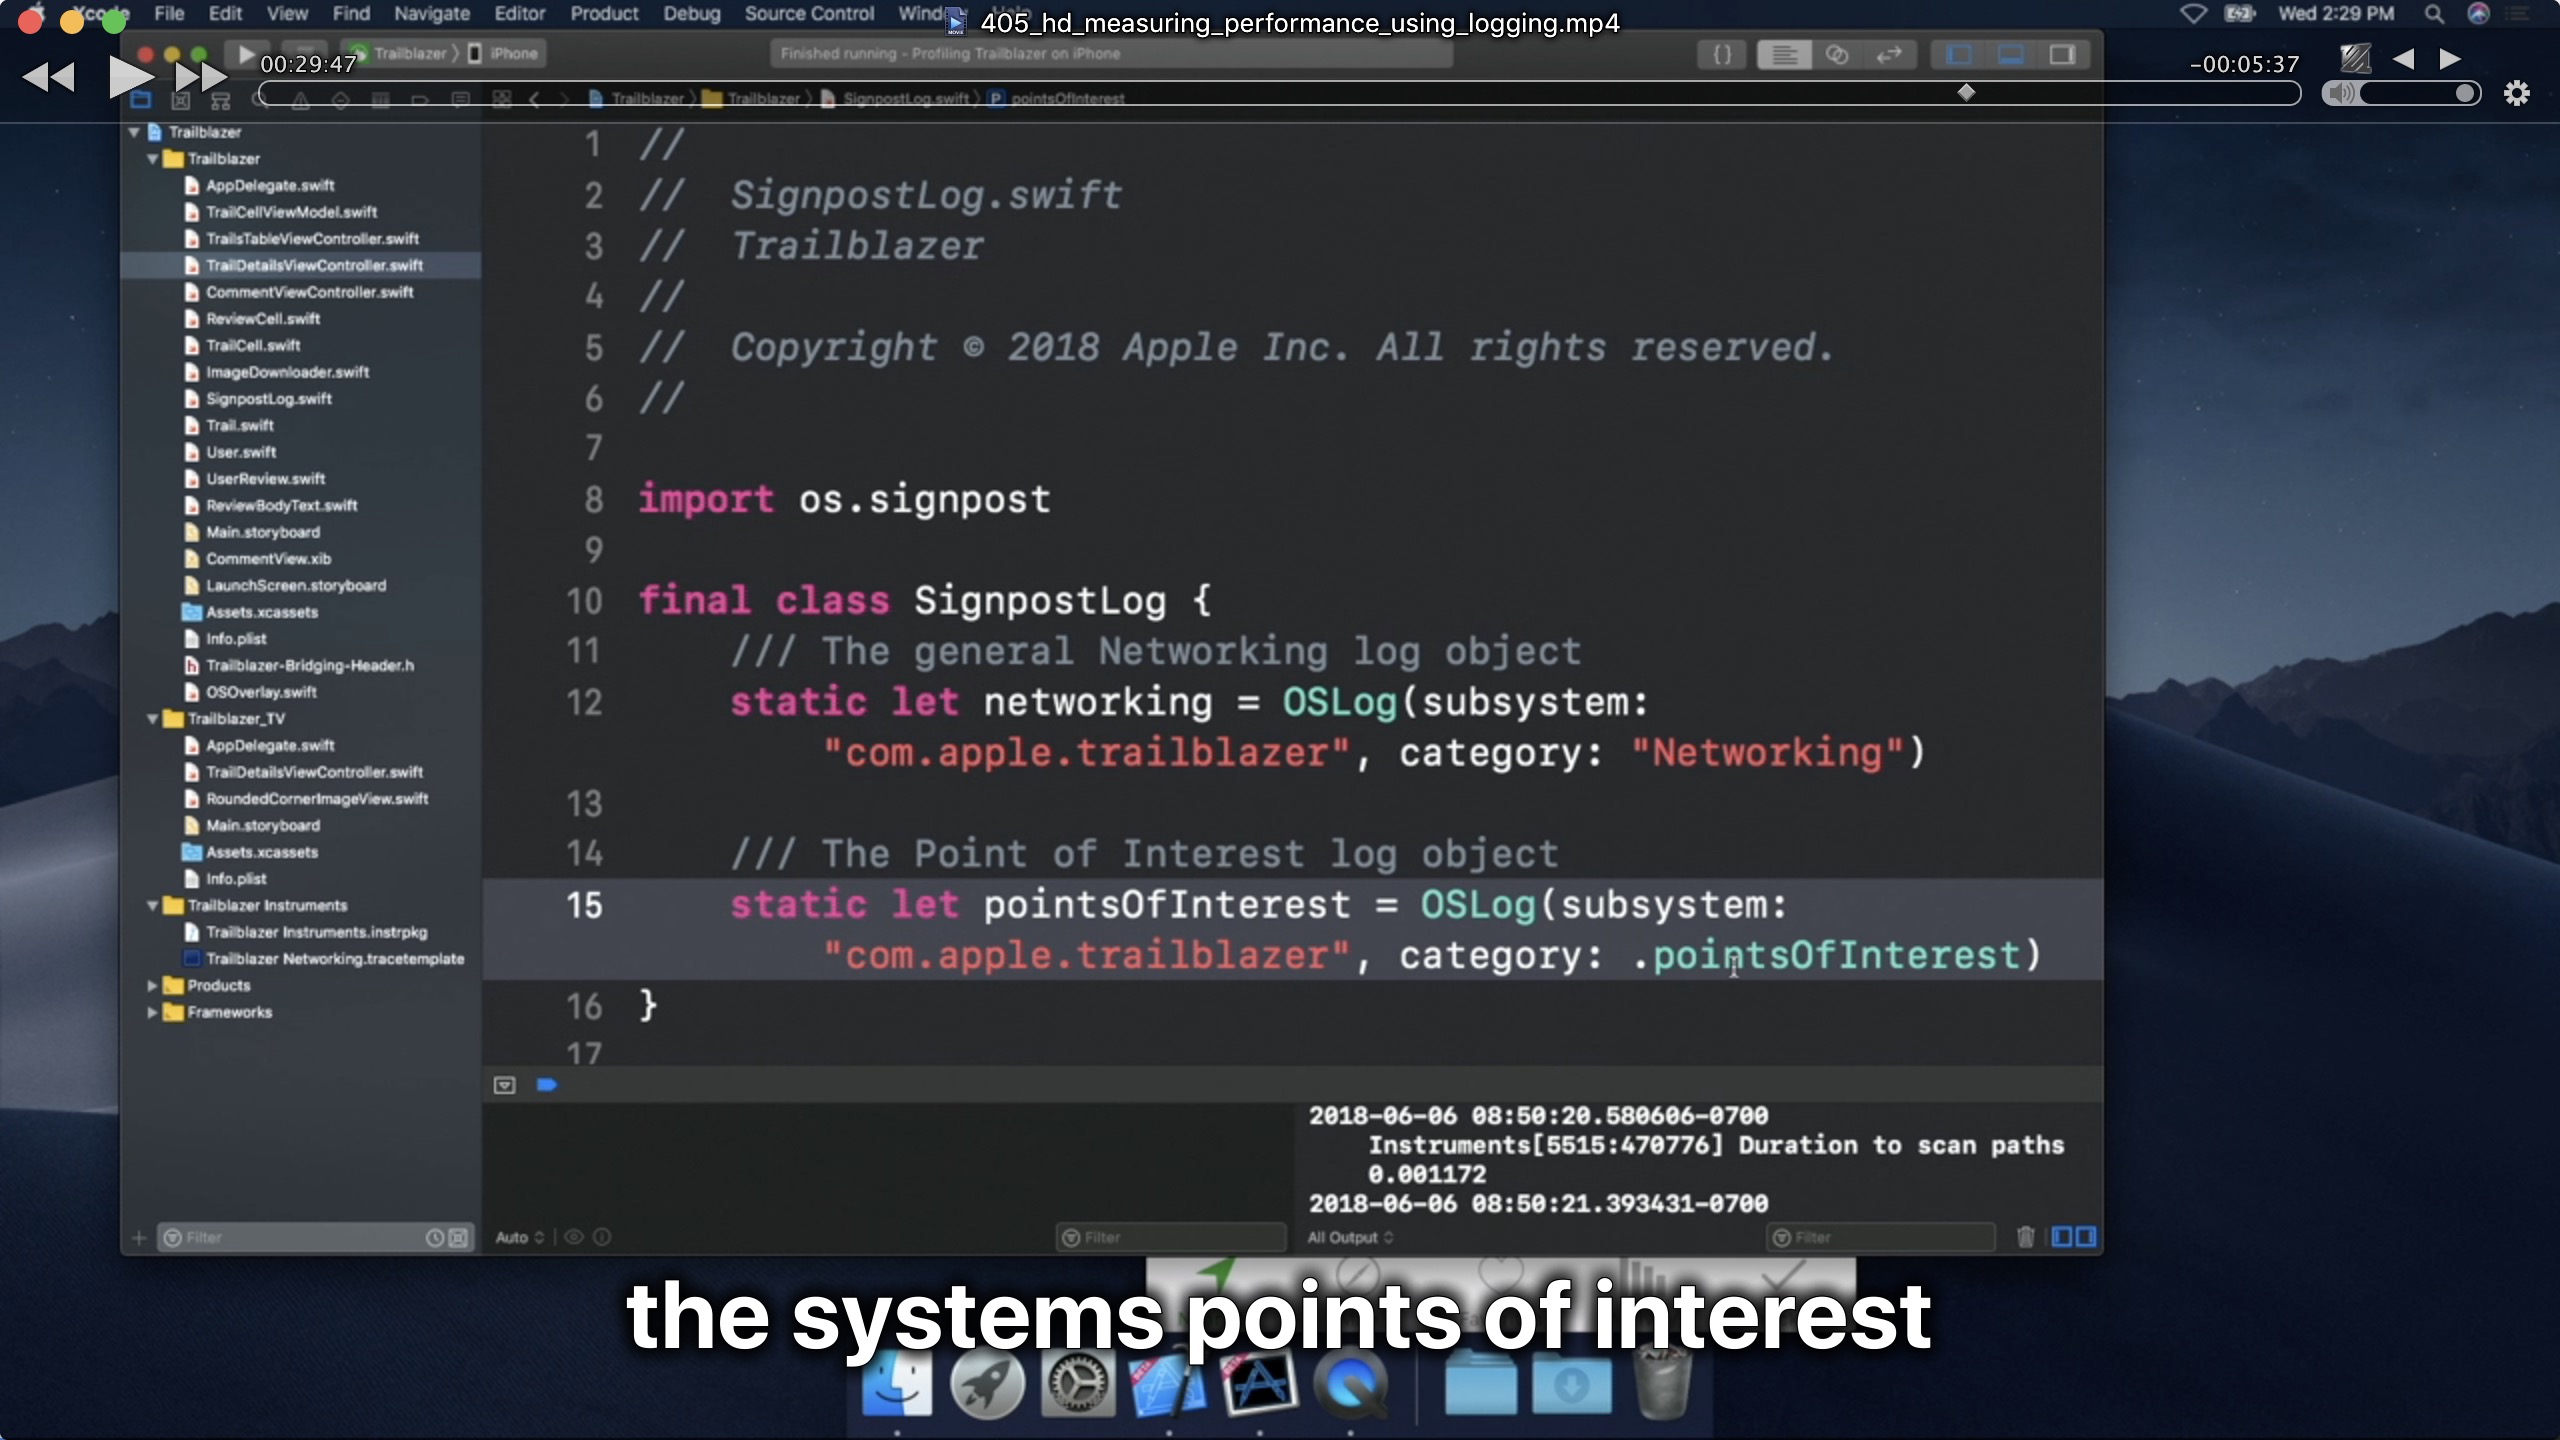 Xcode File Edit View Find Navigate Editor Product Debug Source Control Wed 2:29 PM
405_hd_measuring_performance_using_logging.mp4
Trailblazer iPhone
Finished running - Profiling Trailblazer on iPhone
{}
00:29:47
-00:05:37
Trailblazer Trailblazer SignpostLog.swift P pointsOfInterest
Trailblazer
Trailblazer
AppDelegate.swift
TrailCellViewModel.swift
TrailsTableViewController.swift
TrailDetailsViewController.swift
CommentViewController.swift
ReviewCell.swift
TrailCell.swift
ImageDownloader.swift
SignpostLog.swift
Trail.swift
User.swift
UserReview.swift
ReviewBodyText.swift
Main.storyboard
CommentView.xib
LaunchScreen.storyboard
Assets.xcassets
Info.plist
h Trailblazer-Bridging-Header.h
OSOverlay.swift
Trailblazer_TV
AppDelegate.swift
TrailDetailsViewController.swift
RoundedCornerImageView.swift
Main.storyboard
Assets.xcassets
Info.plist
Trailblazer Instruments
Trailblazer Instruments.instrpkg
Trailblazer Networking.tracetemplate
Products
Frameworks
Filter
1 //
2 //  SignpostLog.swift
3 //  Trailblazer
4 //
5 //  Copyright © 2018 Apple Inc. All rights reserved.
6 //
7
8 import os.signpost
9
10 final class SignpostLog {
11 /// The general Networking log object
12 static let networking = OSLog(subsystem:
"com.apple.trailblazer", category: "Networking")
13
14 /// The Point of Interest log object
15 static let pointsOfInterest = OSLog(subsystem:
"com.apple.trailblazer", category: .pointsOfInterest)
16 }
17
2018-06-06 08:50:20.580606-0700
Instruments[5515:470776] Duration to scan paths
0.001172
2018-06-06 08:50:21.393431-0700
Auto
Filter
All Output
Filter
the systems points of interest